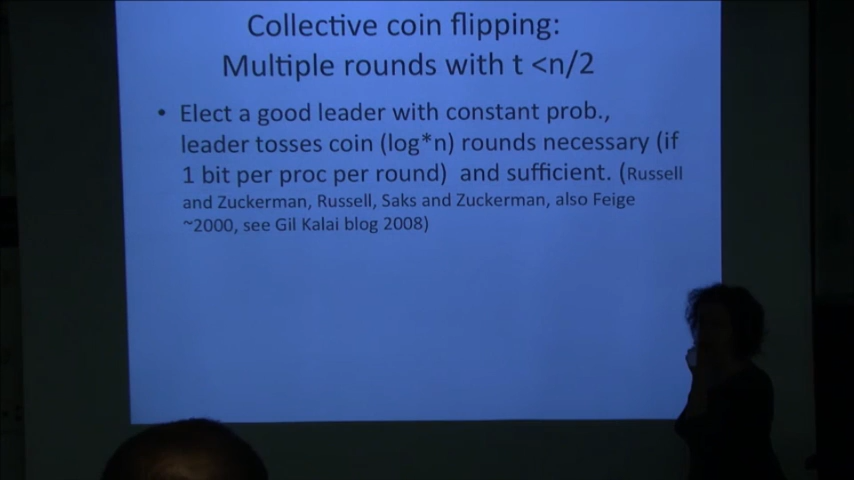 Collective coin flipping:
Multiple rounds with t <n/2
• Elect a good leader with constant prob.,
leader tosses coin (log*n) rounds necessary (if
1 bit per proc per round)  and sufficient. (Russell
and Zuckerman, Russell, Saks and Zuckerman, also Feige
~2000, see Gil Kalai blog 2008)